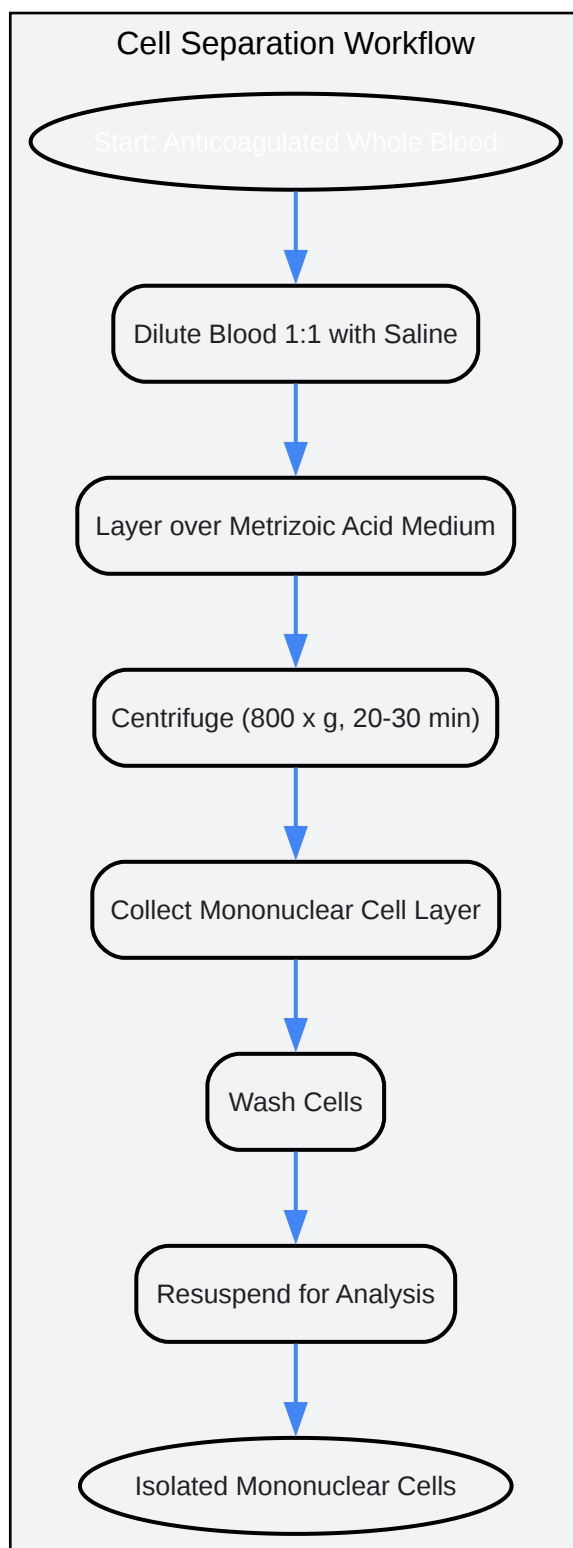 Cell Separation Workflow
Start: Anticoagulated Whole Blood
Dilute Blood 1:1 with Saline
Layer over Metrizoic Acid Medium
Centrifuge (800 x g, 20-30 min)
Collect Mononuclear Cell Layer
Wash Cells
Resuspend for Analysis
Isolated Mononuclear Cells